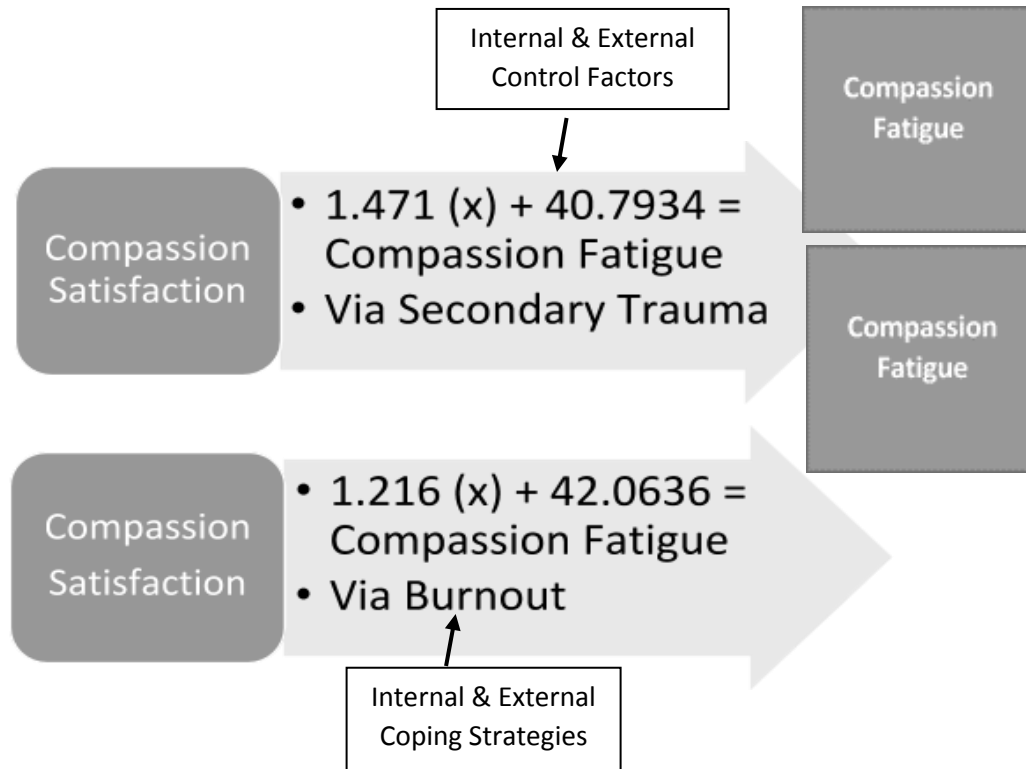 Internal & External
Control Factors
Compassion
Fatigue
Compassion
Satisfaction
• 1.471 (x) + 40.7934 =
Compassion Fatigue
• Via Secondary Trauma
Compassion
Fatigue
Compassion
Satisfaction
• 1.216 (x) + 42.0636 =
Compassion Fatigue
• Via Burnout
Internal & External
Coping Strategies